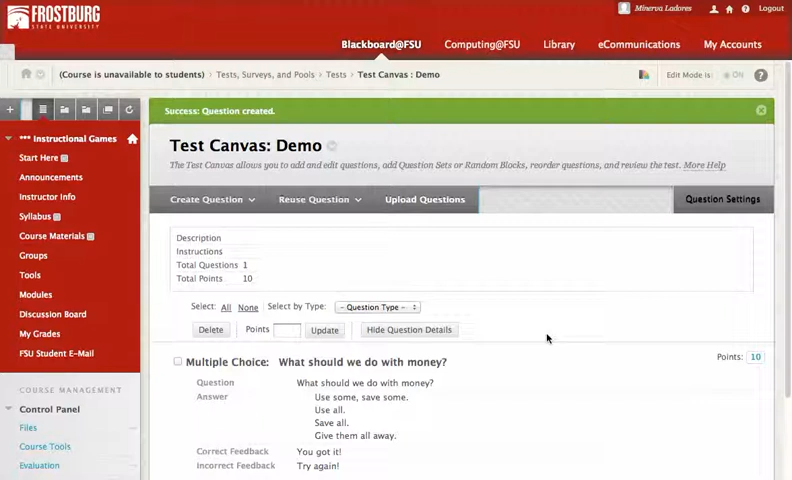 FROSTBURG
STATE UNIVERSITY
Minerva Ladores
Logout
Blackboard@FSU
Computing@FSU
Library
eCommunications
My Accounts
(Course is unavailable to students) › Tests, Surveys, and Pools › Tests › Test Canvas : Demo
Edit Mode is: ON ?
*** Instructional Games
Start Here
Announcements
Instructor Info
Syllabus
Course Materials
Groups
Tools
Modules
Discussion Board
My Grades
FSU Student E-Mail
COURSE MANAGEMENT
Control Panel
Files
Course Tools
Evaluation
Success: Question created.
Test Canvas: Demo
The Test Canvas allows you to add and edit questions, add Question Sets or Random Blocks, reorder questions, and review the test. More Help
Create Question
Reuse Question
Upload Questions
Question Settings
Description
Instructions
Total Questions 1
Total Points 10
Select: All None Select by Type: - Question Type -
Delete Points Update Hide Question Details
Multiple Choice: What should we do with money? Points: 10
Question What should we do with money?
Answer Use some, save some.
Use all.
Save all.
Give them all away.
Correct Feedback You got it!
Incorrect Feedback Try again!